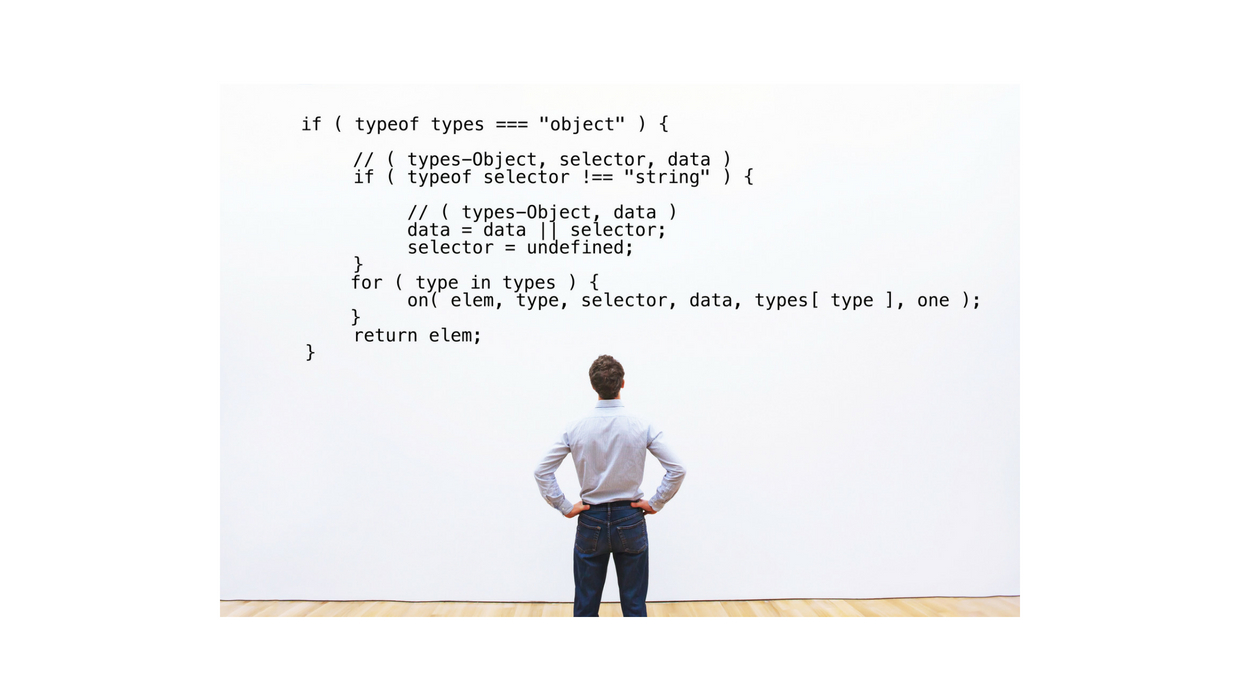 if ( typeof types === "object" ) {
// ( types-Object, selector, data )
if ( typeof selector !== "string" ) {
// ( types-Object, data )
data = data || selector;
selector = undefined;
}
for ( type in types ) {
on( elem, type, selector, data, types[ type ], one );
}
return elem;
}